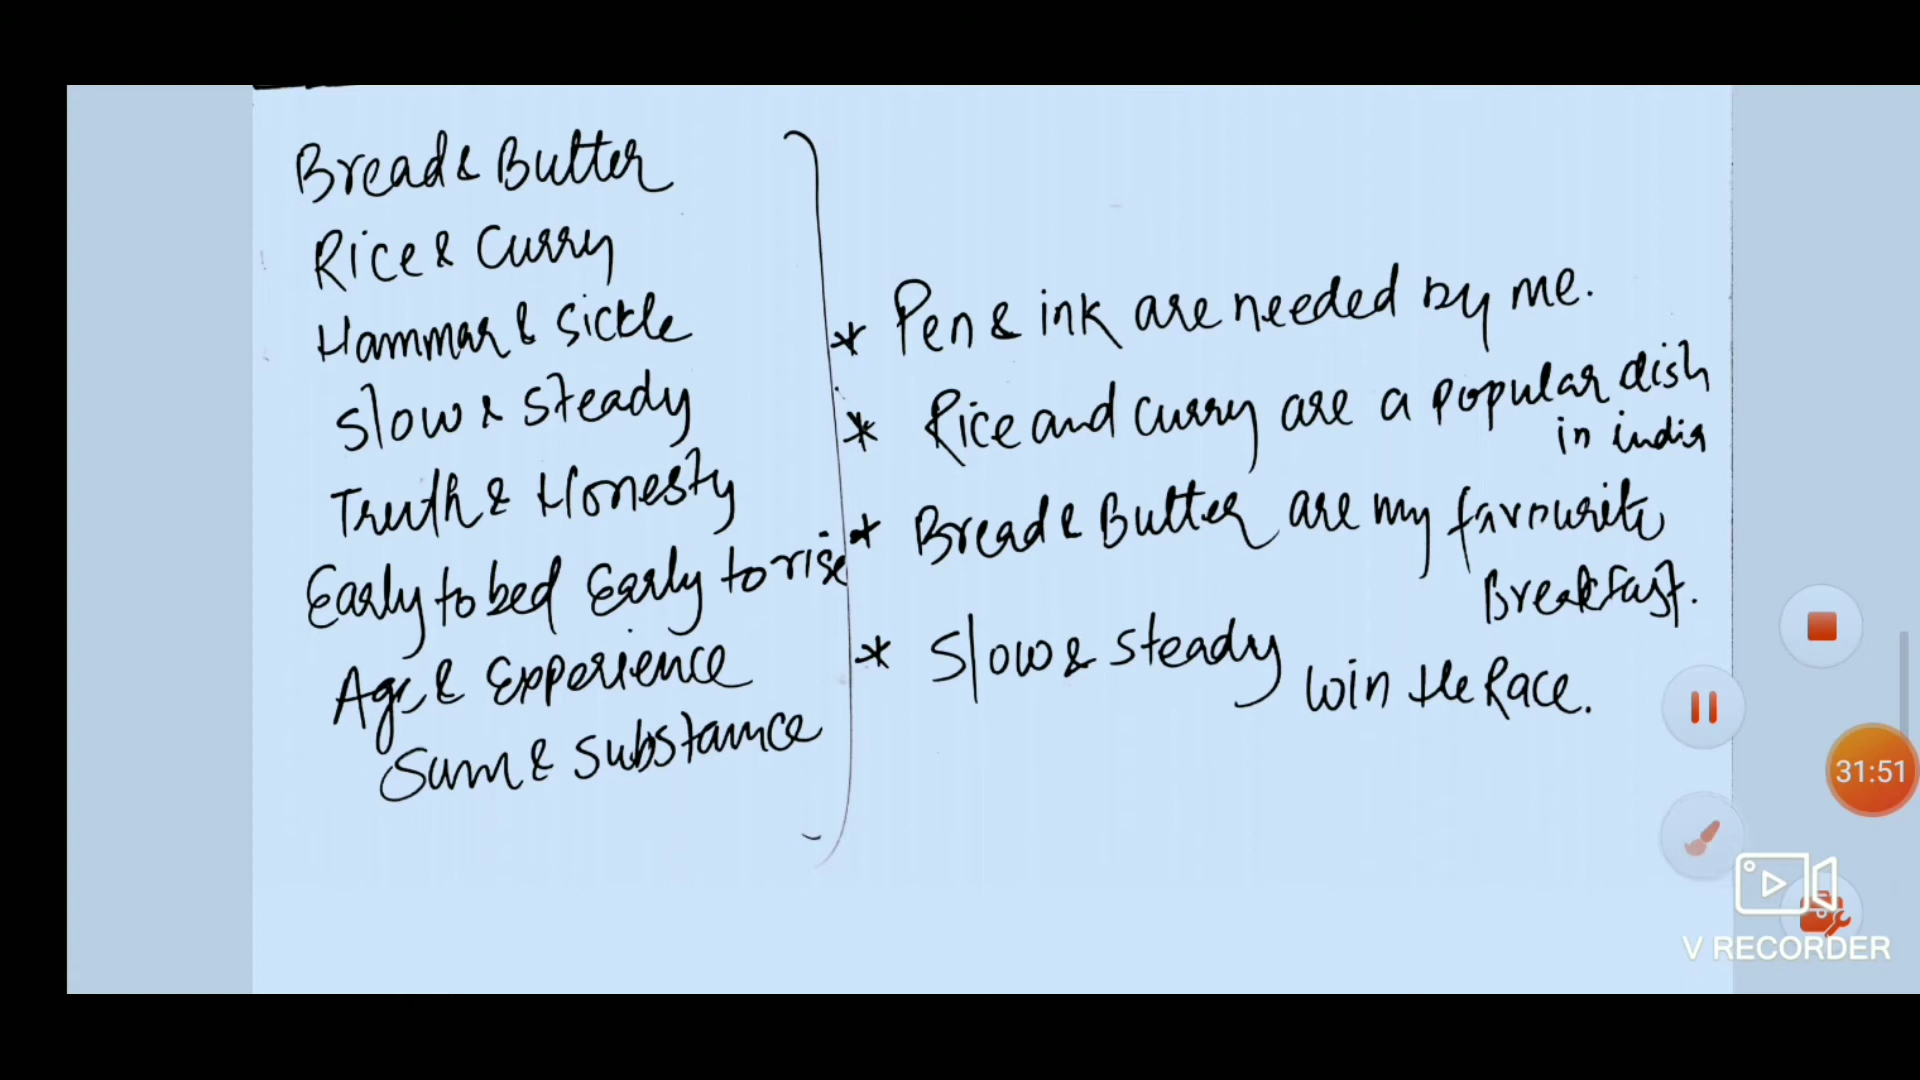 Bread & Butter
Rice & Curry
Hammar & Sickle
Slow & Steady
Truth & Honesty
Early to bed Early to rise
Age & Experience
Sum & Substance
* Pen & ink are needed by me.
* Rice and curry are a popular dish
in india
* Bread & Butter are my favourite
Breakfast.
* Slow & steady win the Race.
31:51
V RECORDER